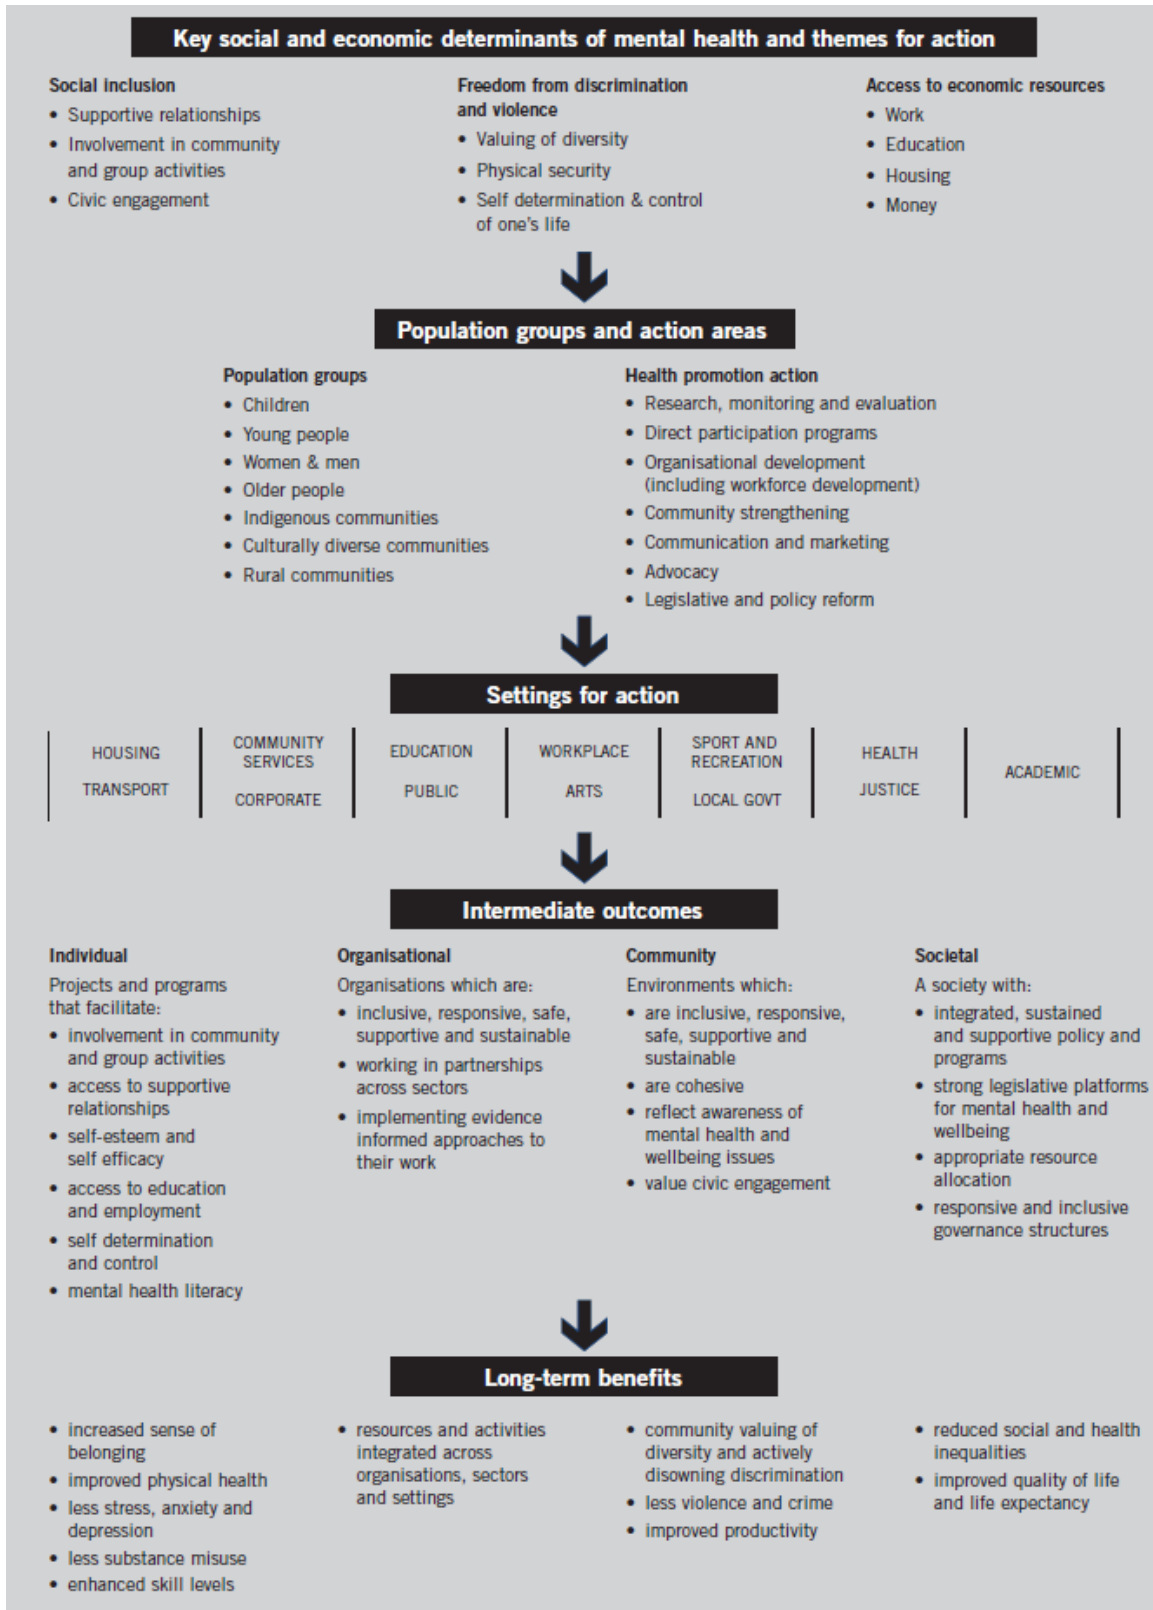 Key social and economic determinants of mental health and themes for action
Social inclusion
• Supportive relationships
• Involvement in community
and group activities
• Civic engagement
Freedom from discrimination
and violence
• Valuing of diversity
• Physical security
• Self determination & control
of one's life
Access to economic resources
• Work
• Education
• Housing
• Money
Population groups and action areas
Population groups
• Children
• Young people
• Women & men
• Older people
• Indigenous communities
• Culturally diverse communities
• Rural communities
Health promotion action
• Research, monitoring and evaluation
• Direct participation programs
• Organisational development
(including workforce development)
• Community strengthening
• Communication and marketing
• Advocacy
• Legislative and policy reform
Settings for action
HOUSING
TRANSPORT
COMMUNITY
SERVICES
CORPORATE
EDUCATION
PUBLIC
WORKPLACE
ARTS
SPORT AND
RECREATION
LOCAL GOVT
HEALTH
JUSTICE
ACADEMIC
Intermediate outcomes
Individual
Projects and programs
that facilitate:
• involvement in community
and group activities
• access to supportive
relationships
• self-esteem and
self efficacy
• access to education
and employment
• self determination
and control
• mental health literacy
Organisational
Organisations which are:
• inclusive, responsive, safe,
supportive and sustainable
• working in partnerships
across sectors
• implementing evidence
informed approaches to
their work
Community
Environments which:
• are inclusive, responsive,
safe, supportive and
sustainable
• are cohesive
• reflect awareness of
mental health and
wellbeing issues
• value civic engagement
Societal
A society with:
• integrated, sustained
and supportive policy and
programs
• strong legislative platforms
for mental health and
wellbeing
• appropriate resource
allocation
• responsive and inclusive
governance structures
Long-term benefits
• increased sense of
belonging
• improved physical health
• less stress, anxiety and
depression
• less substance misuse
• enhanced skill levels
• resources and activities
integrated across
organisations, sectors
and settings
• community valuing of
diversity and actively
disowning discrimination
• less violence and crime
• improved productivity
• reduced social and health
inequalities
• improved quality of life
and life expectancy